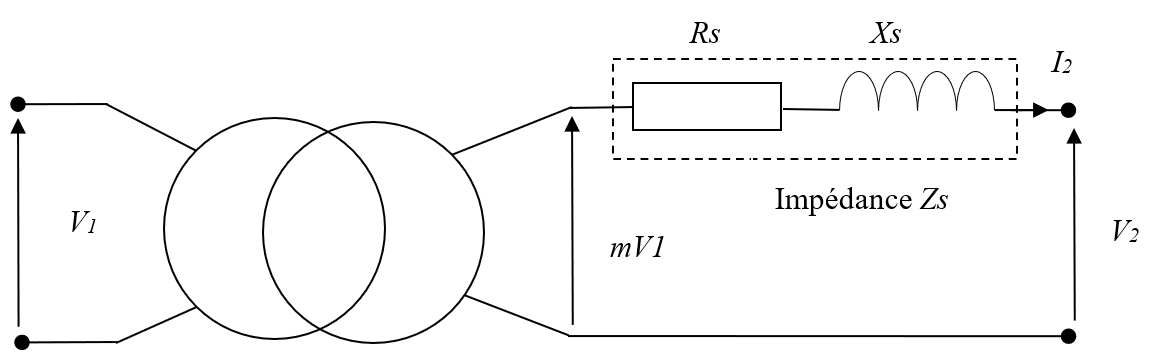 Rs
Xs
I2
V1
mV1
Impédance Zs
V2